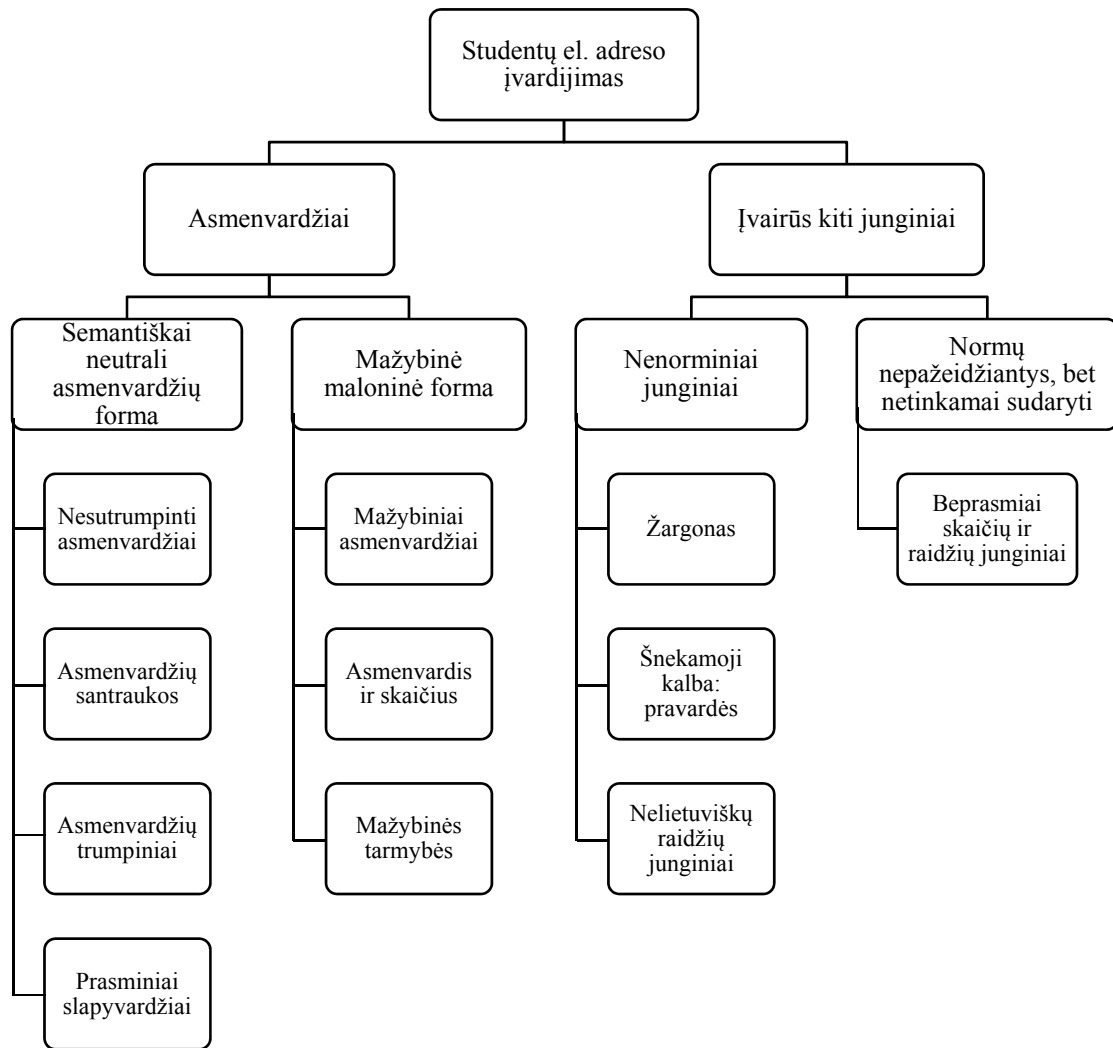 Studentų el. adreso
įvardijimas
Asmenvardžiai
Įvairūs kiti junginiai
Semantiškai
neutrali
asmenvardžių
forma
Mažybinė
maloninė forma
Nenorminiai
junginiai
Normų
nepažeidžiantys, bet
netinkamai sudaryti
Nesutrumpinti
asmenvardžiai
Mažybiniai
asmenvardžiai
Žargonas
Beprasmiai
skaičių ir
raidžių junginiai
Asmenvardžių
santraukos
Asmenvardis
ir skaičius
Šnekamoji
kalba:
pravardės
Asmenvardžių
trumpiniai
Mažybinės
tarmybės
Nelietuviškų
raidžių
junginiai
Prasminiai
slapyvardžiai